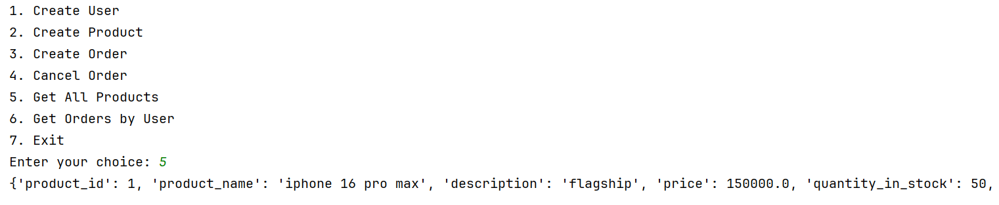 1. Create User
2. Create Product
3. Create Order
4. Cancel Order
5. Get All Products
6. Get Orders by User
7. Exit
Enter your choice: 5
{'product_id': 1, 'product_name': 'iphone 16 pro max', 'description': 'flagship', 'price': 150000.0, 'quantity_in_stock': 50,